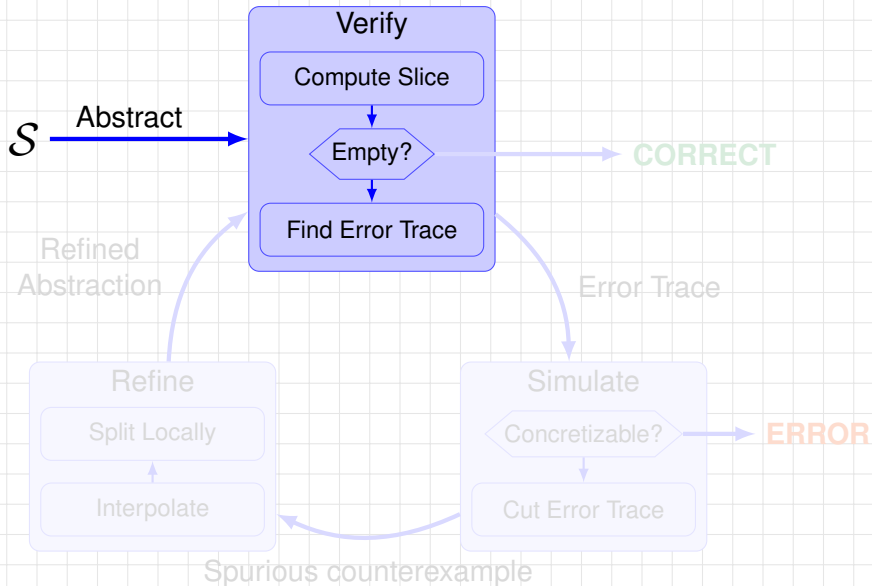 Verify
Compute Slice
𝒮
Abstract
Empty?
CORRECT
Find Error Trace
Refined
Abstraction
Error Trace
Refine
Simulate
Split Locally
Concretizable?
ERROR
Interpolate
Cut Error Trace
Spurious counterexample